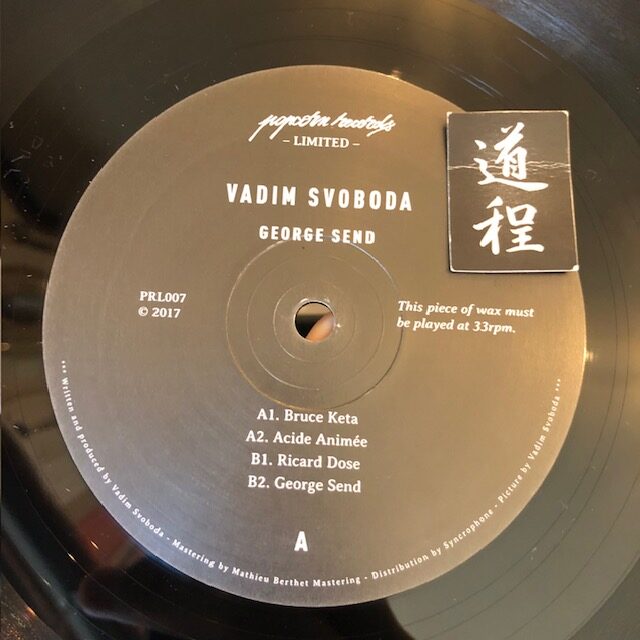 popcorn records
– LIMITED –
VADIM SVOBODA
GEORGE SEND
道
程
PRL007
© 2017
This piece of wax must
be played at 33rpm.
A1. Bruce Keta
A2. Acide Animée
B1. Ricard Dose
B2. George Send
A
*** Written and produced by Vadim Svoboda - Mastering by Mathieu Berthet Mastering - Distribution by Syncrophone - Picture by Vadim Svoboda ***